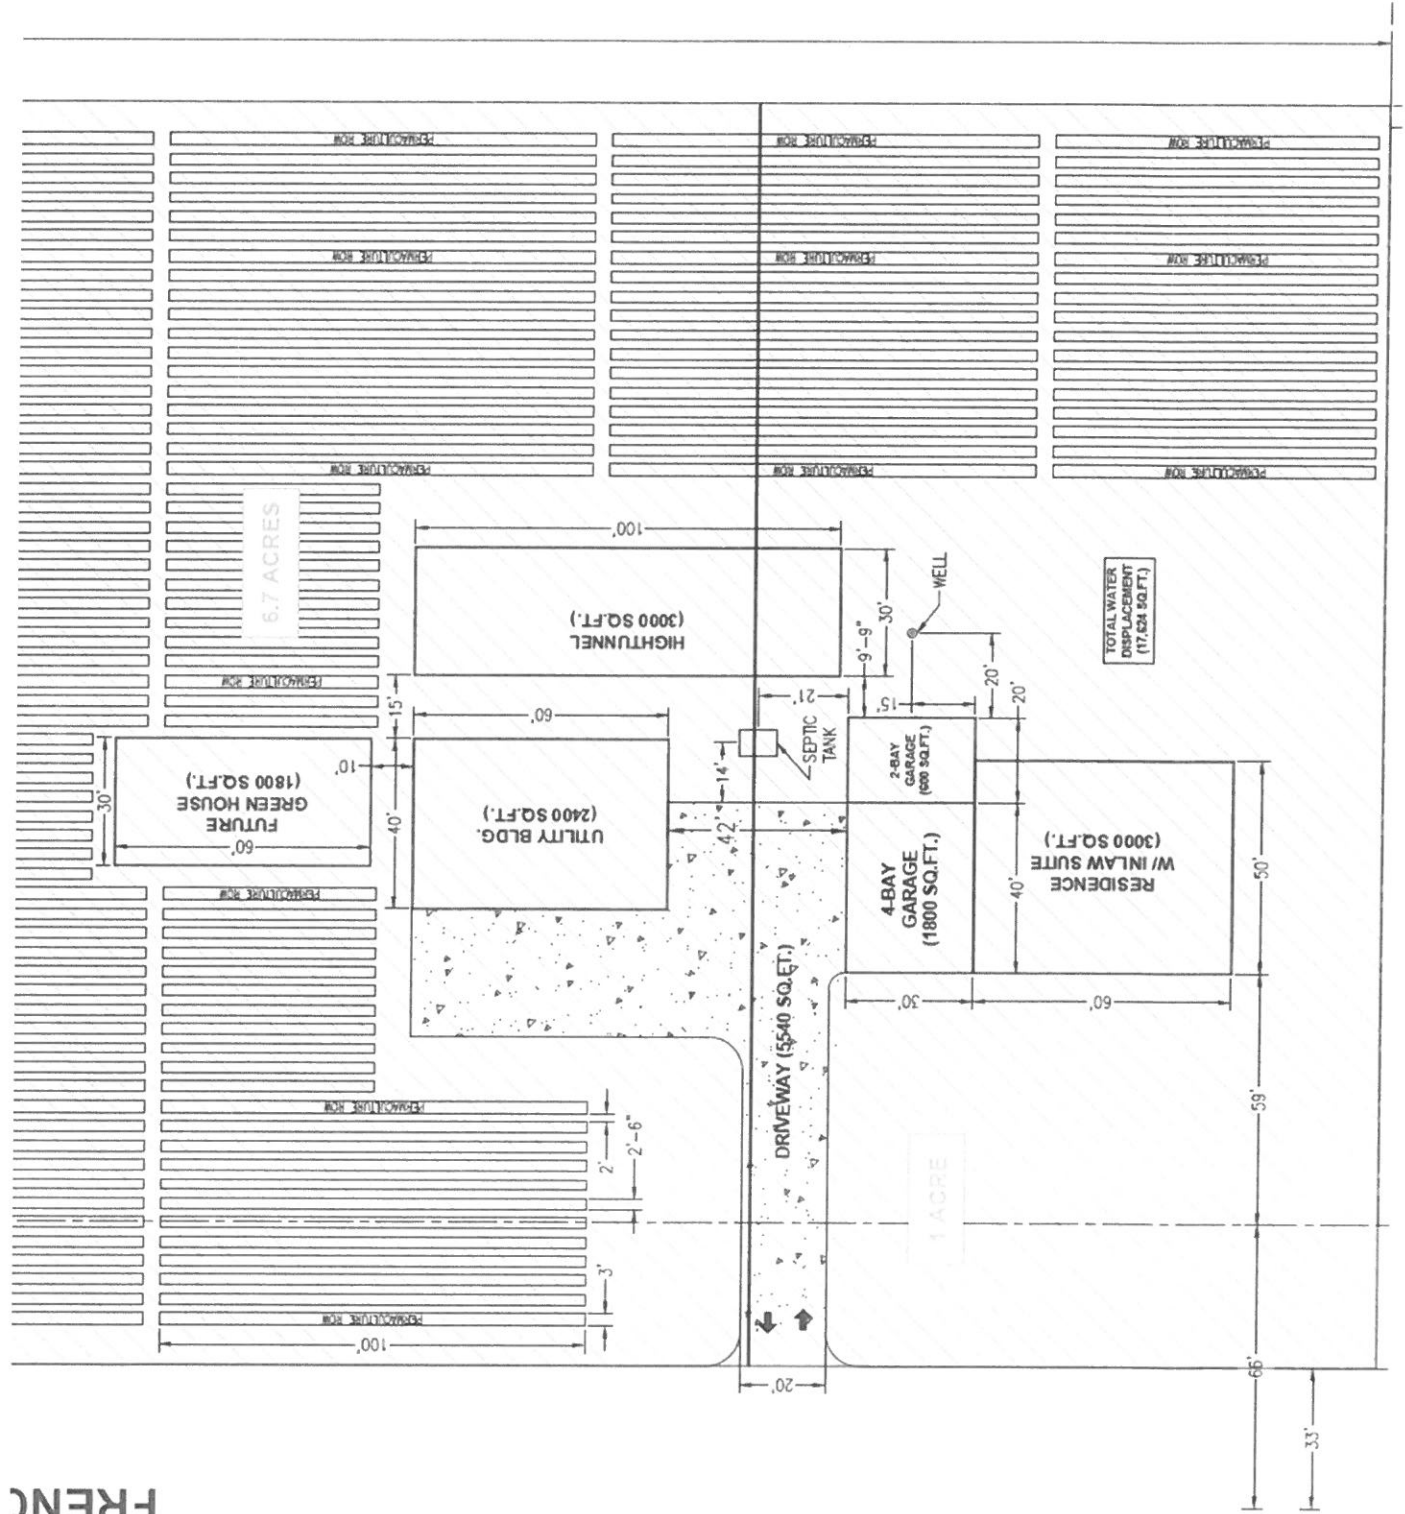 PERMACULTURE ROW
PERMACULTURE ROW
PERMACULTURE ROW
PERMACULTURE ROW
PERMACULTURE ROW
PERMACULTURE ROW
PERMACULTURE ROW
PERMACULTURE ROW
PERMACULTURE ROW
6.7 ACRES
100'
HIGHTUNNEL
(3000 SQ.FT.)
30'
9'-9"
WELL
TOTAL WATER
DISPLACEMENT
(17,624 SQ.FT.)
PERMACULTURE ROW
15'
60'
21'
15'
20'
20'
SEPTIC
TANK
14'
10'
40'
30'
FUTURE
GREEN HOUSE
(1800 SQ.FT.)
60'
UTILITY BLDG.
(2400 SQ.FT.)
42'
2-BAY
GARAGE
(600 SQ.FT.)
4-BAY
GARAGE
(1800 SQ.FT.)
40'
RESIDENCE
W/ INLAW SUITE
(3000 SQ.FT.)
50'
PERMACULTURE ROW
DRIVEWAY (5540 SQ.FT.)
30'
60'
59'
PERMACULTURE ROW
2'
2'-6"
1 ACRE
3'
PERMACULTURE ROW
100'
20'
66'
33'
FRENC